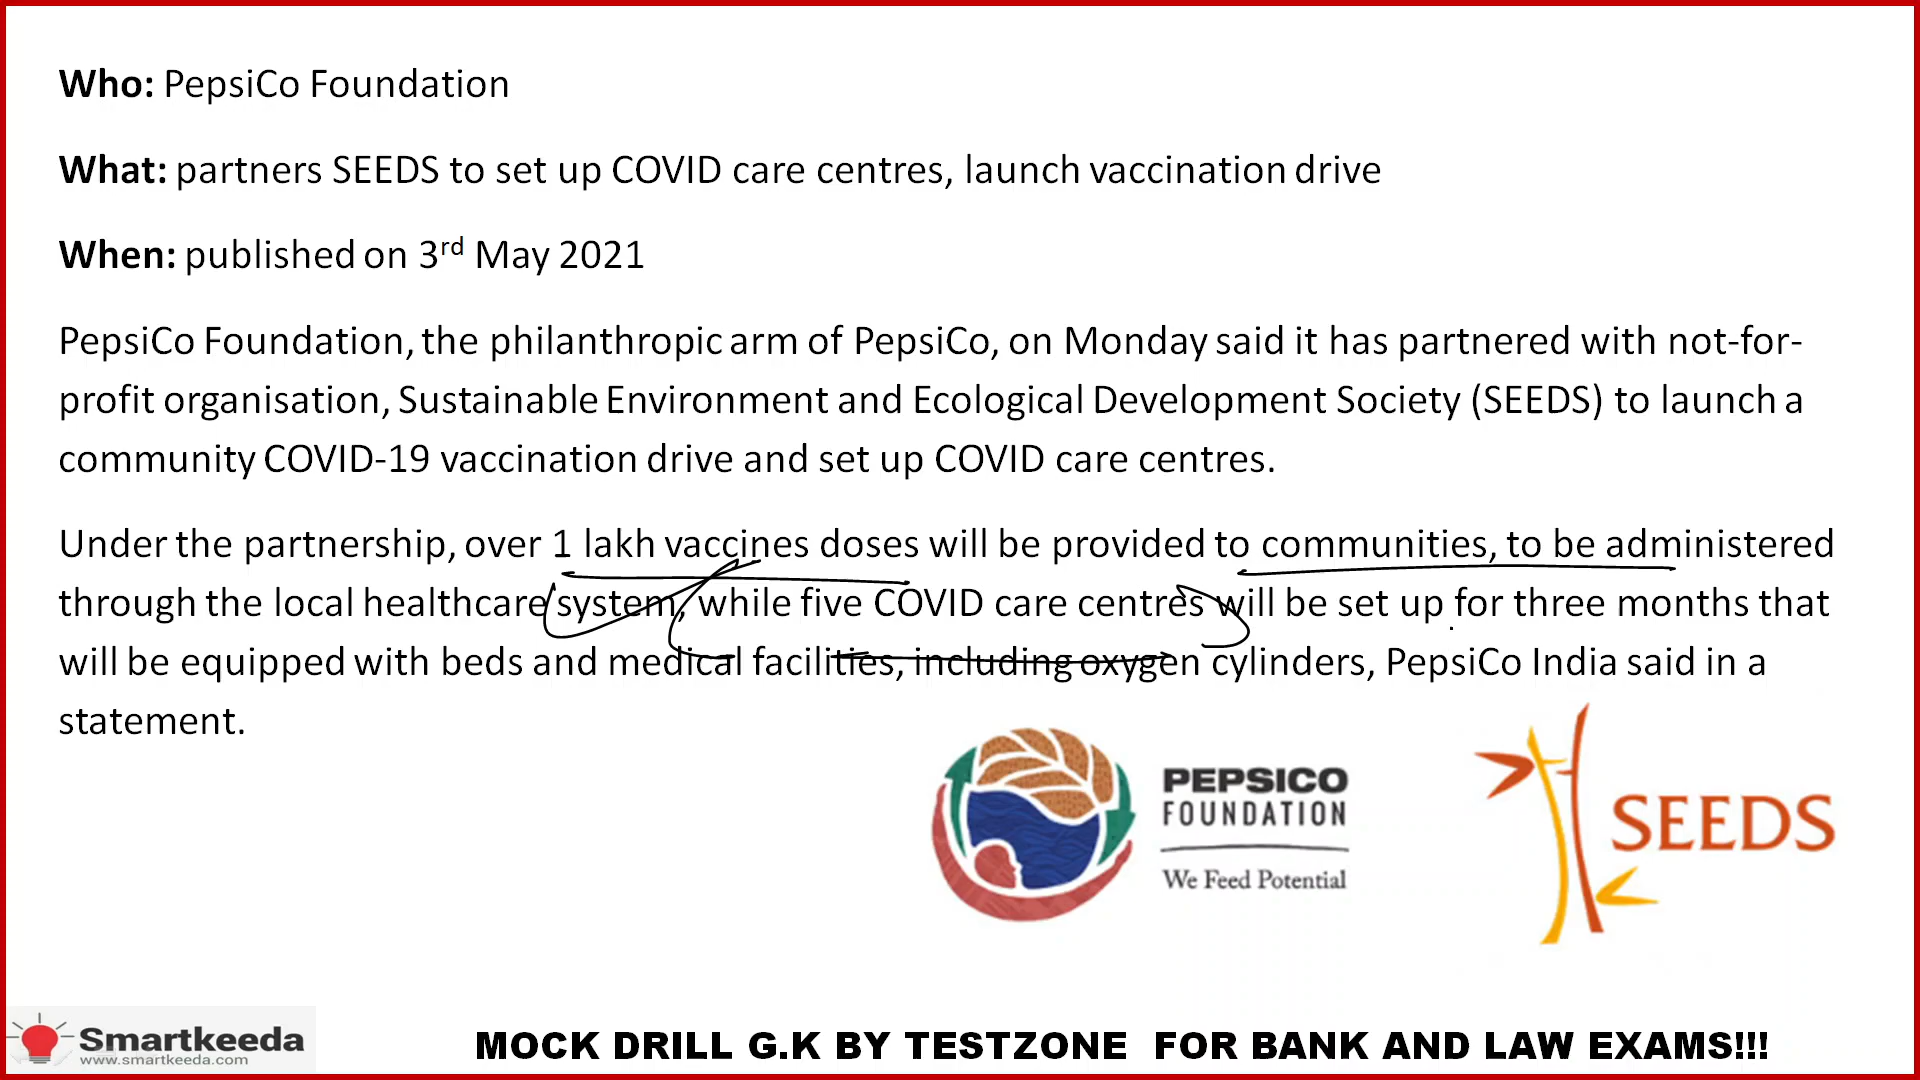 Who: PepsiCo Foundation
What: partners SEEDS to set up COVID care centres, launch vaccination drive
When: published on 3rd May 2021
PepsiCo Foundation, the philanthropic arm of PepsiCo, on Monday said it has partnered with not-for-
profit organisation, Sustainable Environment and Ecological Development Society (SEEDS) to launch a
community COVID-19 vaccination drive and set up COVID care centres.
Under the partnership, over 1 lakh vaccines doses will be provided to communities, to be administered
through the local healthcare system, while five COVID care centres will be set up for three months that
will be equipped with beds and medical facilities, including oxygen cylinders, PepsiCo India said in a
statement.
PEPSICO
FOUNDATION
We Feed Potential
SEEDS
Smartkeeda
www.smartkeeda.com
MOCK DRILL G.K BY TESTZONE FOR BANK AND LAW EXAMS!!!